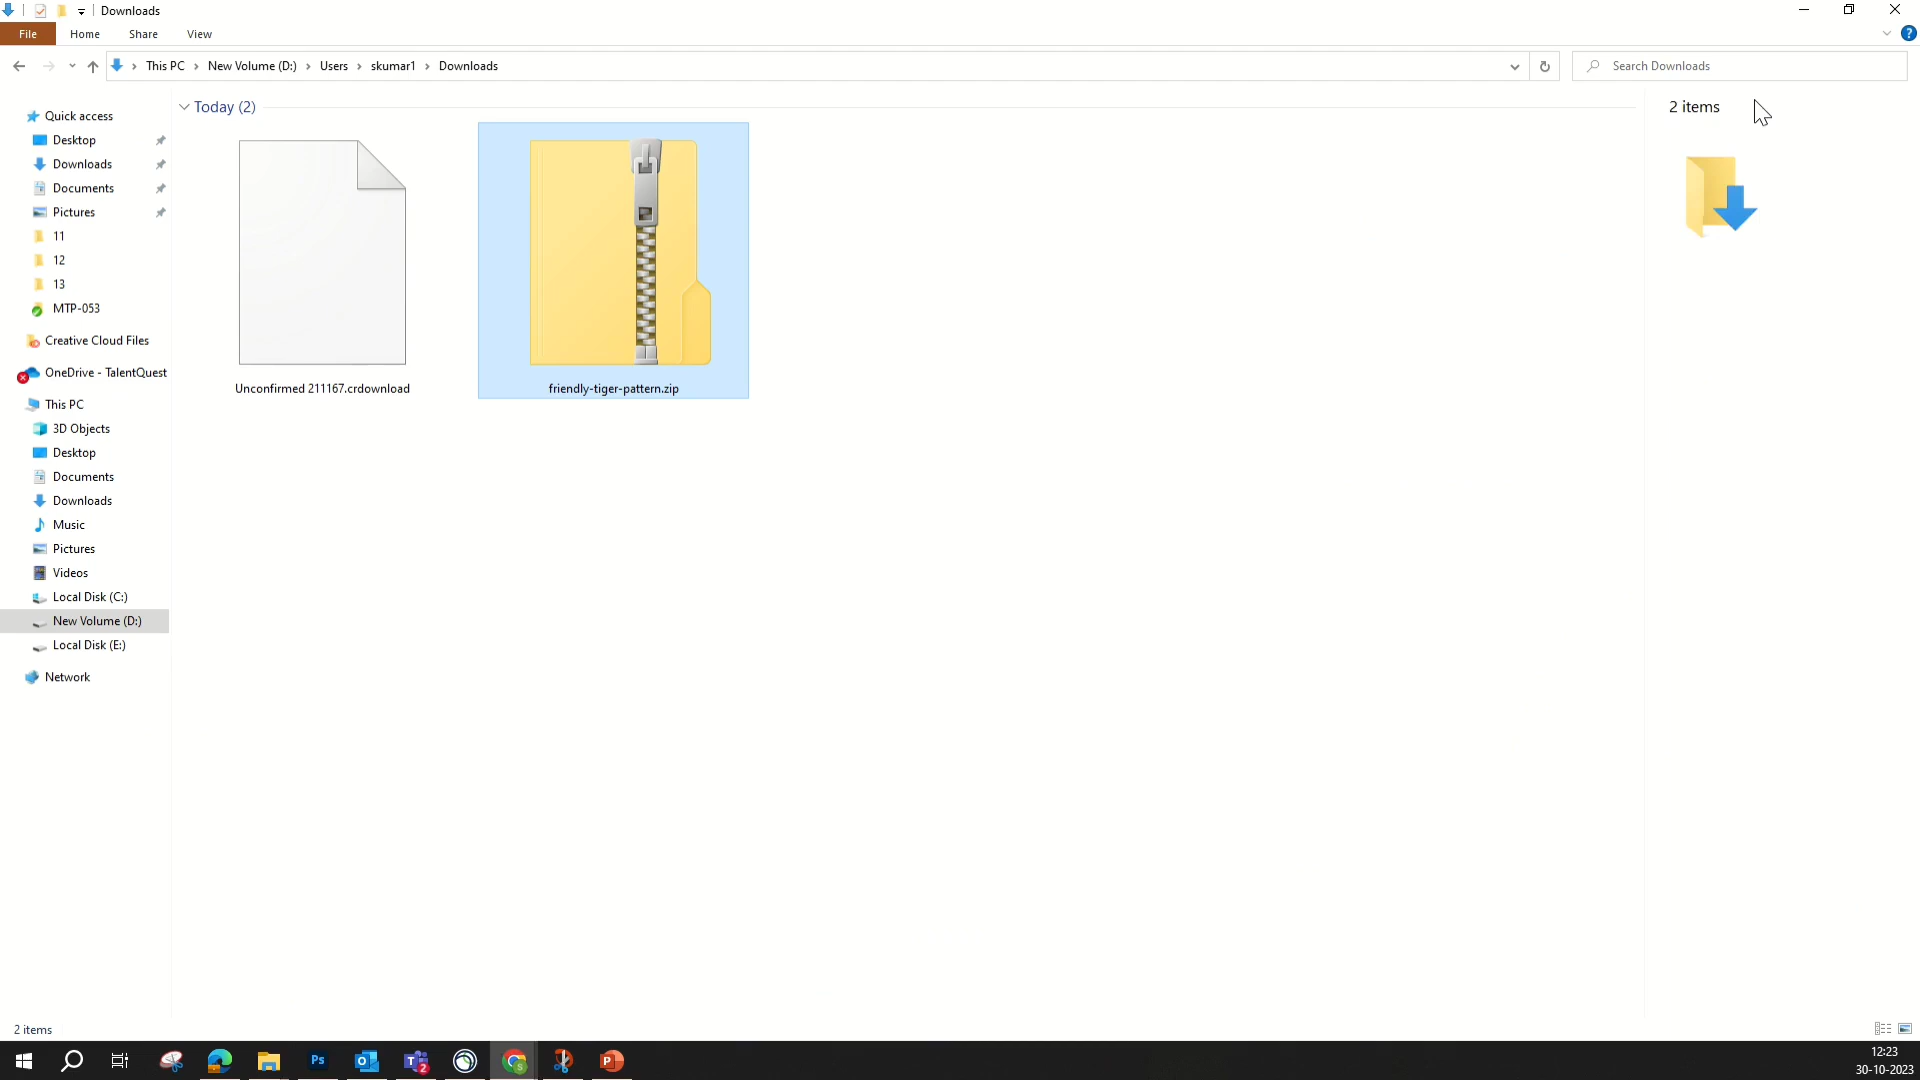 Downloads
File Home Share View
This PC New Volume (D:) Users skumar1 Downloads Search Downloads
Quick access
Desktop
Downloads
Documents
Pictures
11
12
13
MTP-053
Creative Cloud Files
OneDrive - TalentQuest
This PC
3D Objects
Desktop
Documents
Downloads
Music
Pictures
Videos
Local Disk (C:)
New Volume (D:)
Local Disk (E:)
Network
Today (2)
Unconfirmed 211167.crdownload
friendly-tiger-pattern.zip
2 items
2 items
Ps
2
12:23
30-10-2023